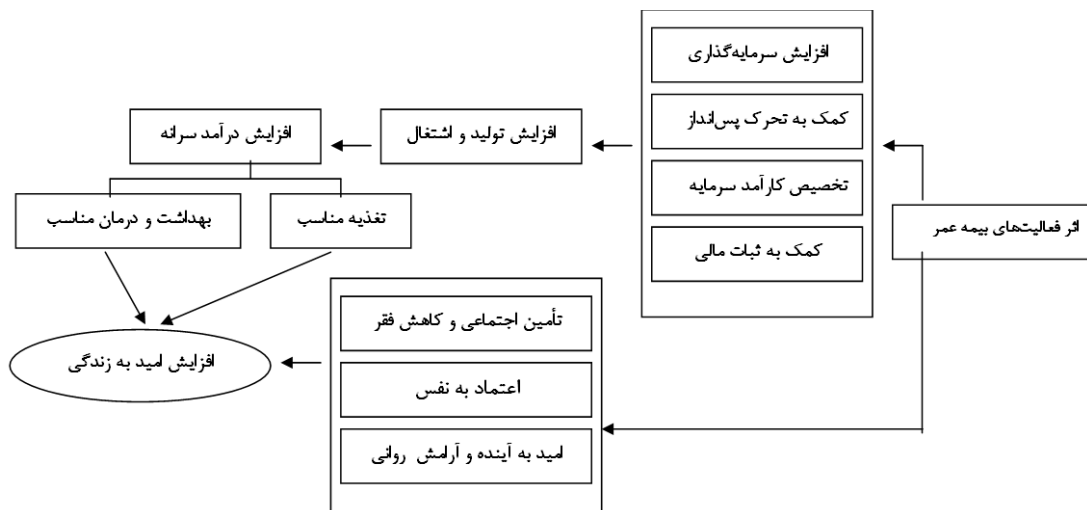 افزایش سرمایه‌گذاری
کمک به تحرک پس‌انداز
تخصیص کارآمد سرمایه
کمک به ثبات مالی
اثر فعالیت‌های بیمه عمر
افزایش تولید و اشتغال
افزایش درآمد سرانه
تغذیه مناسب
بهداشت و درمان مناسب
تأمین اجتماعی و کاهش فقر
اعتماد به نفس
امید به آینده و آرامش روانی
افزایش امید به زندگی